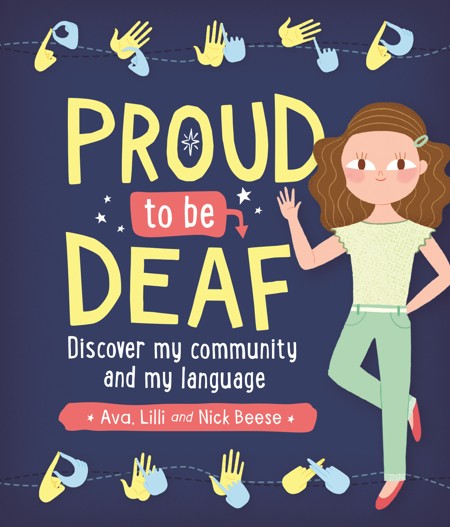 PROUD
to be
DEAF
Discover my community
and my language
Ava, Lilli and Nick Beese